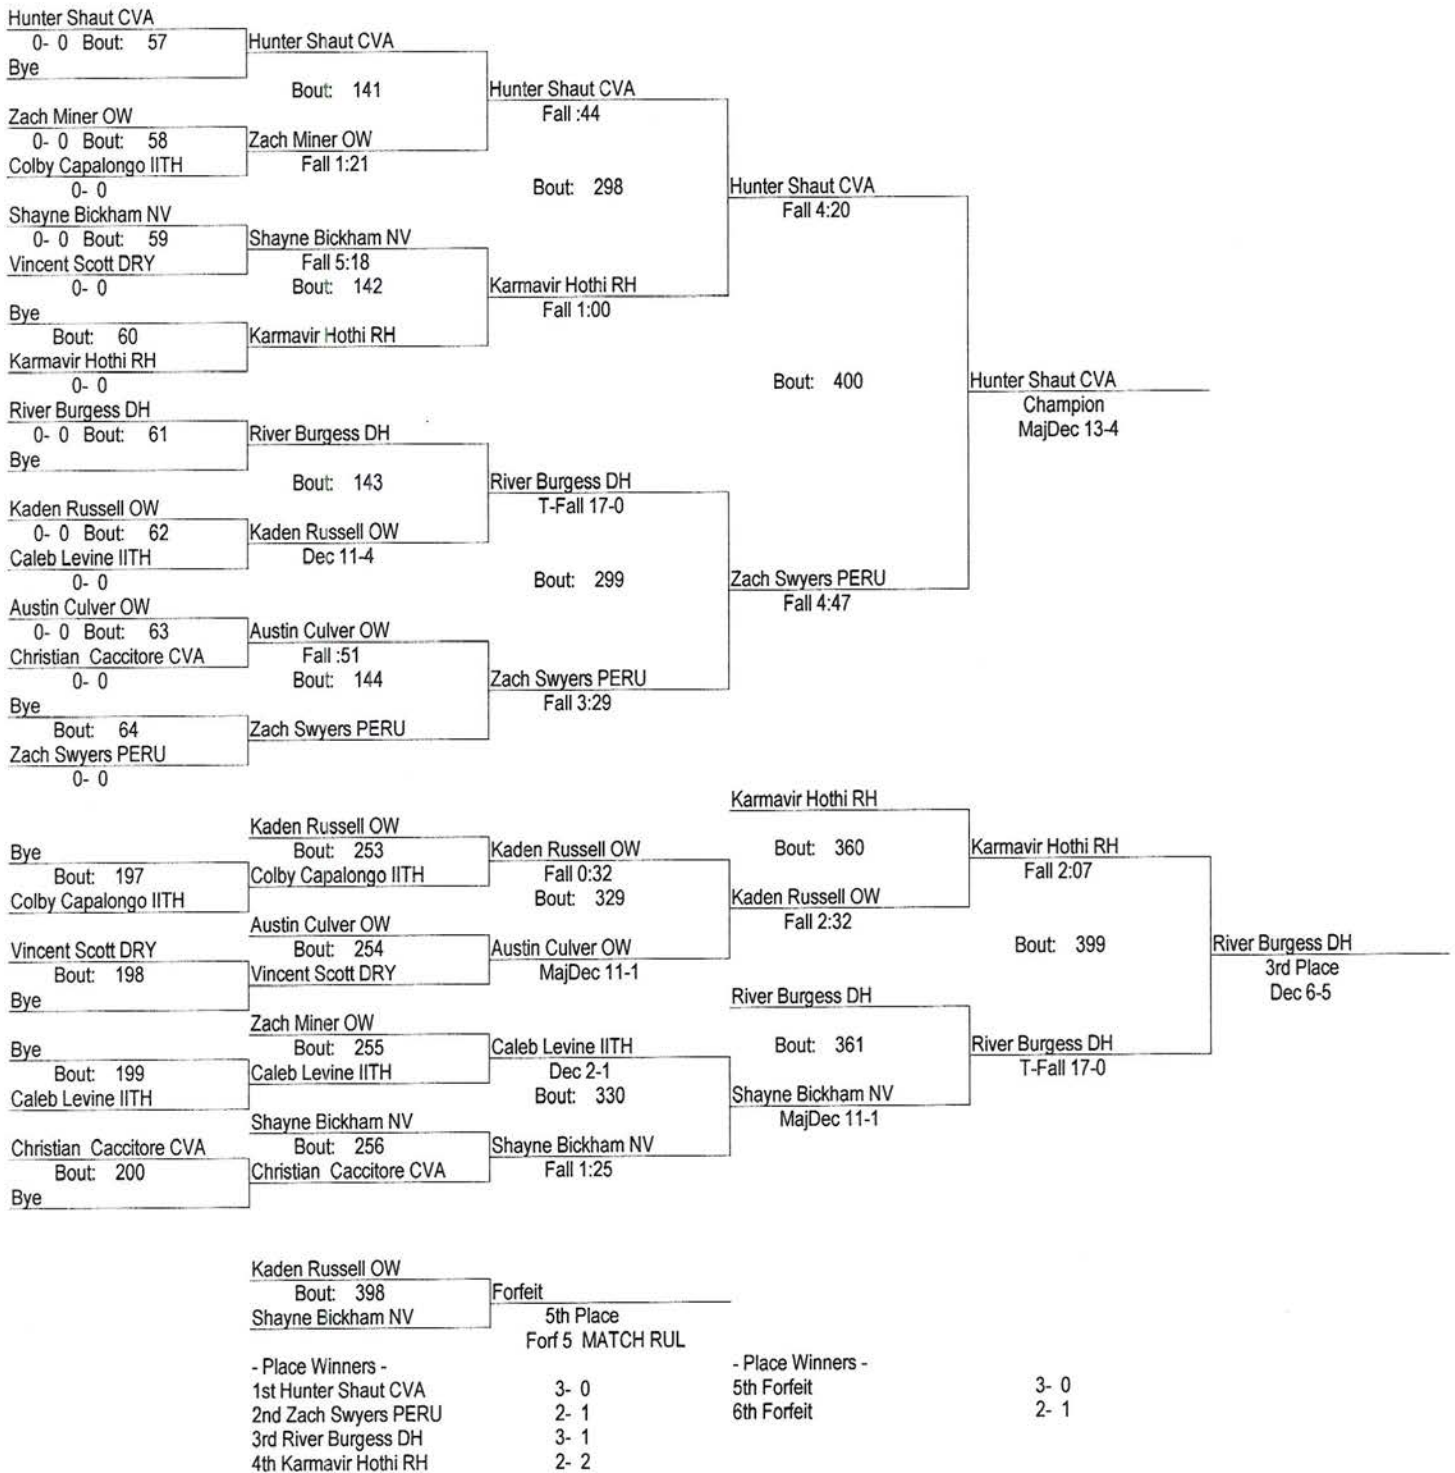 Hunter Shaut CVA
0- 0 Bout: 57
Bye
Hunter Shaut CVA
Bout: 141
Zach Miner OW
0- 0 Bout: 58
Colby Capalongo IITH
0- 0
Zach Miner OW
Fall 1:21
Hunter Shaut CVA
Fall :44
Bout: 298
Shayne Bickham NV
0- 0 Bout: 59
Vincent Scott DRY
0- 0
Shayne Bickham NV
Fall 5:18
Bout: 142
Bye
Bout: 60
Karmavir Hothi RH
0- 0
Karmavir Hothi RH
Karmavir Hothi RH
Fall 1:00
Hunter Shaut CVA
Fall 4:20
Bout: 400
River Burgess DH
0- 0 Bout: 61
Bye
River Burgess DH
Bout: 143
Kaden Russell OW
0- 0 Bout: 62
Caleb Levine IITH
0- 0
Kaden Russell OW
Dec 11-4
River Burgess DH
T-Fall 17-0
Bout: 299
Austin Culver OW
0- 0 Bout: 63
Christian Caccitore CVA
0- 0
Austin Culver OW
Fall :51
Bout: 144
Bye
Bout: 64
Zach Swyers PERU
0- 0
Zach Swyers PERU
Zach Swyers PERU
Fall 3:29
Zach Swyers PERU
Fall 4:47
Hunter Shaut CVA
Champion
MajDec 13-4
Bye
Bout: 197
Colby Capalongo IITH
Kaden Russell OW
Bout: 253
Colby Capalongo IITH
Kaden Russell OW
Fall 0:32
Bout: 329
Vincent Scott DRY
Bout: 198
Bye
Austin Culver OW
Bout: 254
Vincent Scott DRY
Austin Culver OW
MajDec 11-1
Karmavir Hothi RH
Bout: 360
Kaden Russell OW
Fall 2:32
Karmavir Hothi RH
Fall 2:07
Bout: 399
Bye
Bout: 199
Caleb Levine IITH
Zach Miner OW
Bout: 255
Caleb Levine IITH
Caleb Levine IITH
Dec 2-1
Bout: 330
Christian Caccitore CVA
Bout: 200
Bye
Shayne Bickham NV
Bout: 256
Christian Caccitore CVA
Shayne Bickham NV
Fall 1:25
River Burgess DH
Bout: 361
Shayne Bickham NV
MajDec 11-1
River Burgess DH
T-Fall 17-0
River Burgess DH
3rd Place
Dec 6-5
Kaden Russell OW
Bout: 398
Shayne Bickham NV
Forfeit
5th Place
Forf 5 MATCH RUL
- Place Winners -
1st Hunter Shaut CVA 3- 0
2nd Zach Swyers PERU 2- 1
3rd River Burgess DH 3- 1
4th Karmavir Hothi RH 2- 2
- Place Winners -
5th Forfeit 3- 0
6th Forfeit 2- 1